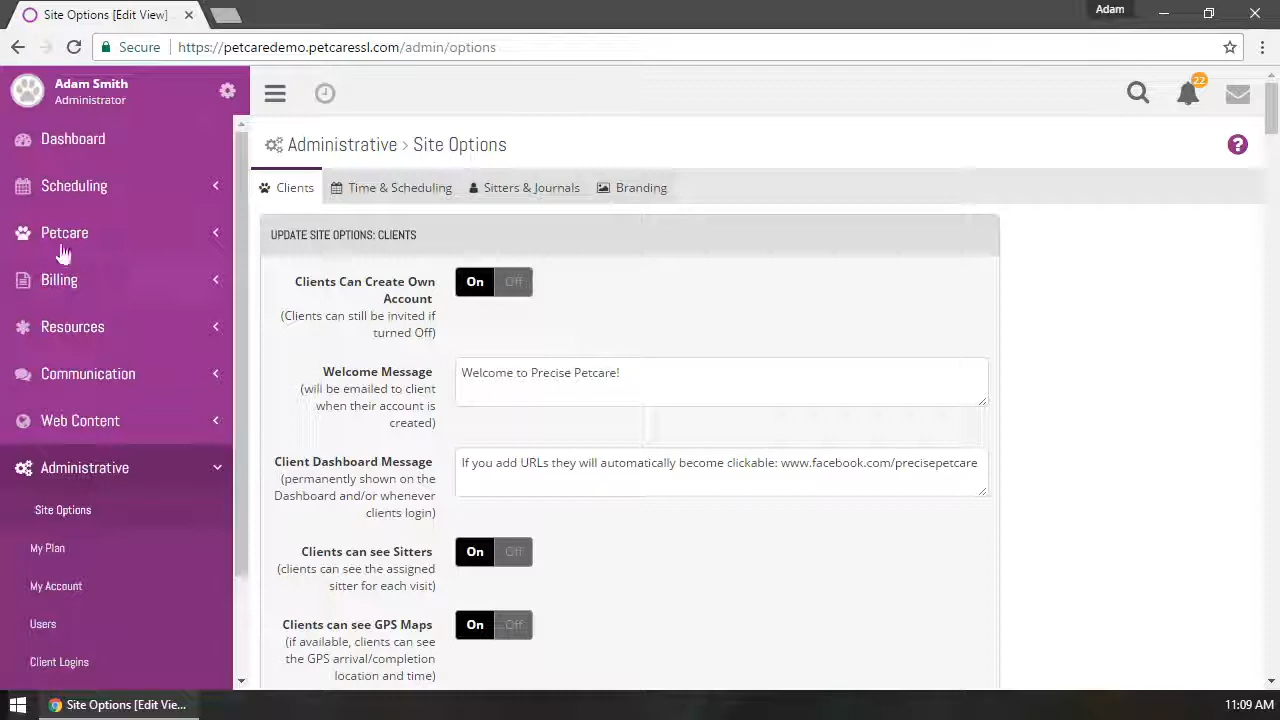 Site Options [Edit View]
Adam
Secure
https://petcaredemo.petcaressl.com/admin/options
Adam Smith
Administrator
22
Dashboard
Scheduling
Petcare
Billing
Resources
Communication
Web Content
Administrative
Site Options
My Plan
My Account
Users
Client Logins
Administrative > Site Options
?
Clients
Time & Scheduling
Sitters & Journals
Branding
UPDATE SITE OPTIONS: CLIENTS
Clients Can Create Own
Account
(Clients can still be invited if
turned Off)
On Off
Welcome Message
(will be emailed to client
when their account is
created)
Welcome to Precise Petcare!
Client Dashboard Message
(permanently shown on the
Dashboard and/or whenever
clients login)
If you add URLs they will automatically become clickable: www.facebook.com/precisepetcare
Clients can see Sitters
(clients can see the assigned
sitter for each visit)
On Off
Clients can see GPS Maps
(if available, clients can see
the GPS arrival/completion
location and time)
On Off
Site Options [Edit Vie...
11:09 AM